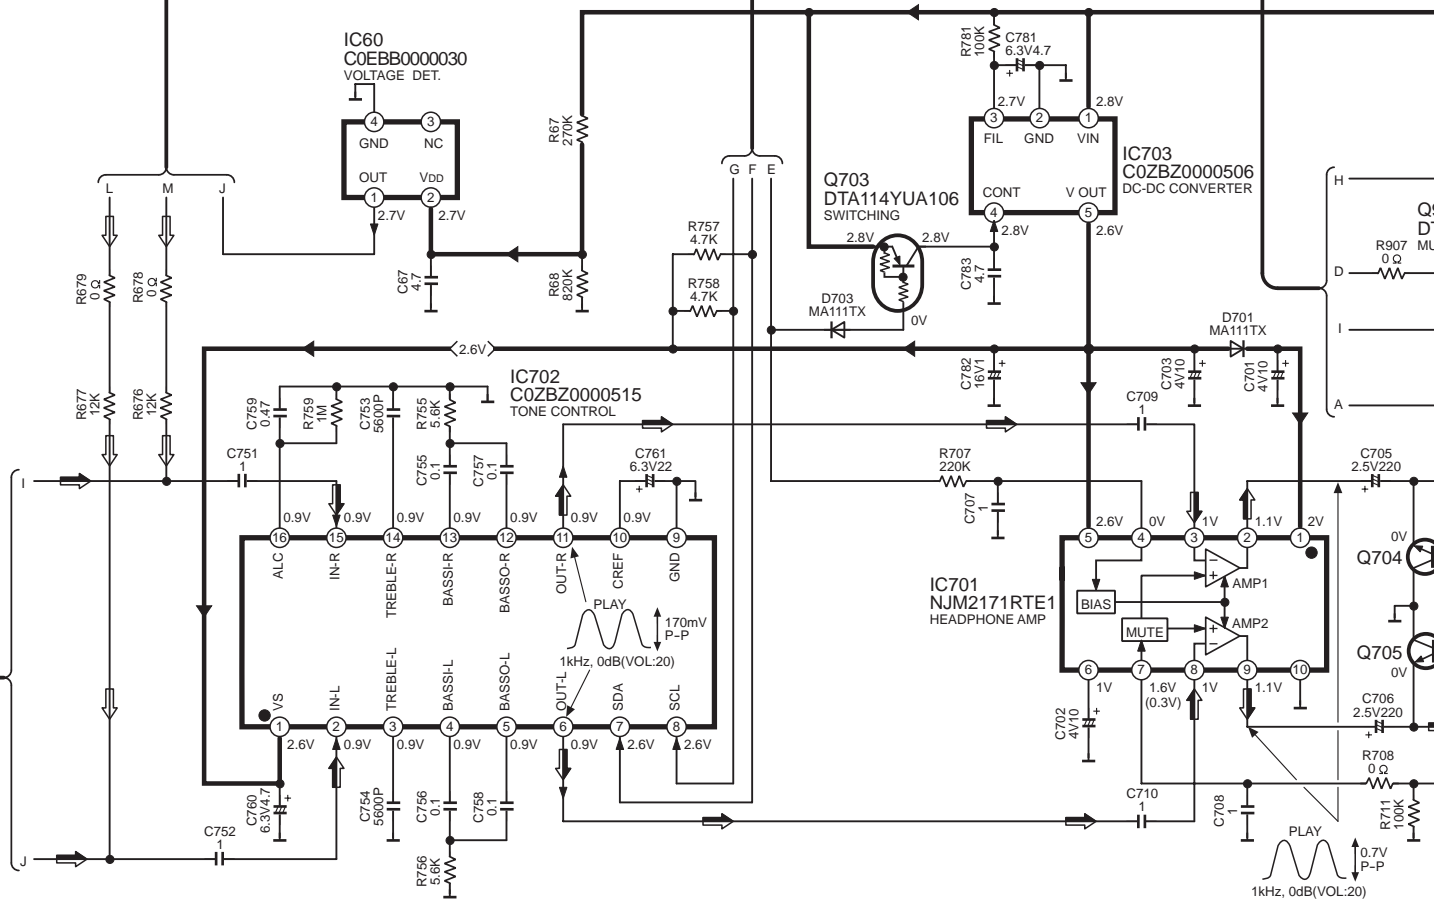 IC60
C0EBB0000030
VOLTAGE DET.
4
3
GND
NC
OUT
VDD
1
2
2.7V
2.7V
R67
270K
R68
820K
C67
4.7
L
M
J
R679
0 Ω
R678
0 Ω
R677
12K
R676
12K
G F E
R757
4.7K
R758
4.7K
Q703
DTA114YUA106
SWITCHING
2.8V
2.8V
0V
D703
MA111TX
R781
100K
C781
6.3V4.7
+
2.7V
2.8V
3
2
1
FIL
GND
VIN
CONT
V OUT
4
5
2.8V
2.6V
IC703
C0ZBZ0000506
DC-DC CONVERTER
C783
4.7
H
D
I
A
Q9
DT
MU
R907
0 Ω
2.6V
D701
MA111TX
C782
16V1
+
C703
4V10
+
C701
4V10
+
IC702
C0ZBZ0000515
TONE CONTROL
C759
0.47
R759
1M
C753
5600P
R755
5.6K
C755
0.1
C757
0.1
C751
1
C761
6.3V22
+
C709
1
R707
220K
C707
1
C705
2.5V220
+
I
0.9V
0.9V
0.9V
0.9V
0.9V
0.9V
0.9V
16
15
14
13
12
11
10
9
ALC
IN-R
TREBLE-R
BASSI-R
BASSO-R
OUT-R
CREF
GND
PLAY
170mV
P-P
1kHz, 0dB(VOL:20)
VS
IN-L
TREBLE-L
BASSI-L
BASSO-L
OUT-L
SDA
SCL
1
2
3
4
5
6
7
8
2.6V
0.9V
0.9V
0.9V
0.9V
0.9V
2.6V
2.6V
C760
6.3V4.7
+
C752
1
J
C754
5600P
C756
0.1
C758
0.1
R756
5.6K
IC701
NJM2171RTE1
HEADPHONE AMP
2.6V
0V
1V
1.1V
2V
5
4
3
2
1
−
+
AMP1
BIAS
MUTE
AMP2
+
−
6
7
8
9
10
1V
1.6V
(0.3V)
1V
1.1V
C702
4V10
+
0V
Q704
Q705
0V
C706
2.5V220
+
R708
0 Ω
C710
1
C708
1
R711
100K
PLAY
0.7V
P-P
1kHz, 0dB(VOL:20)